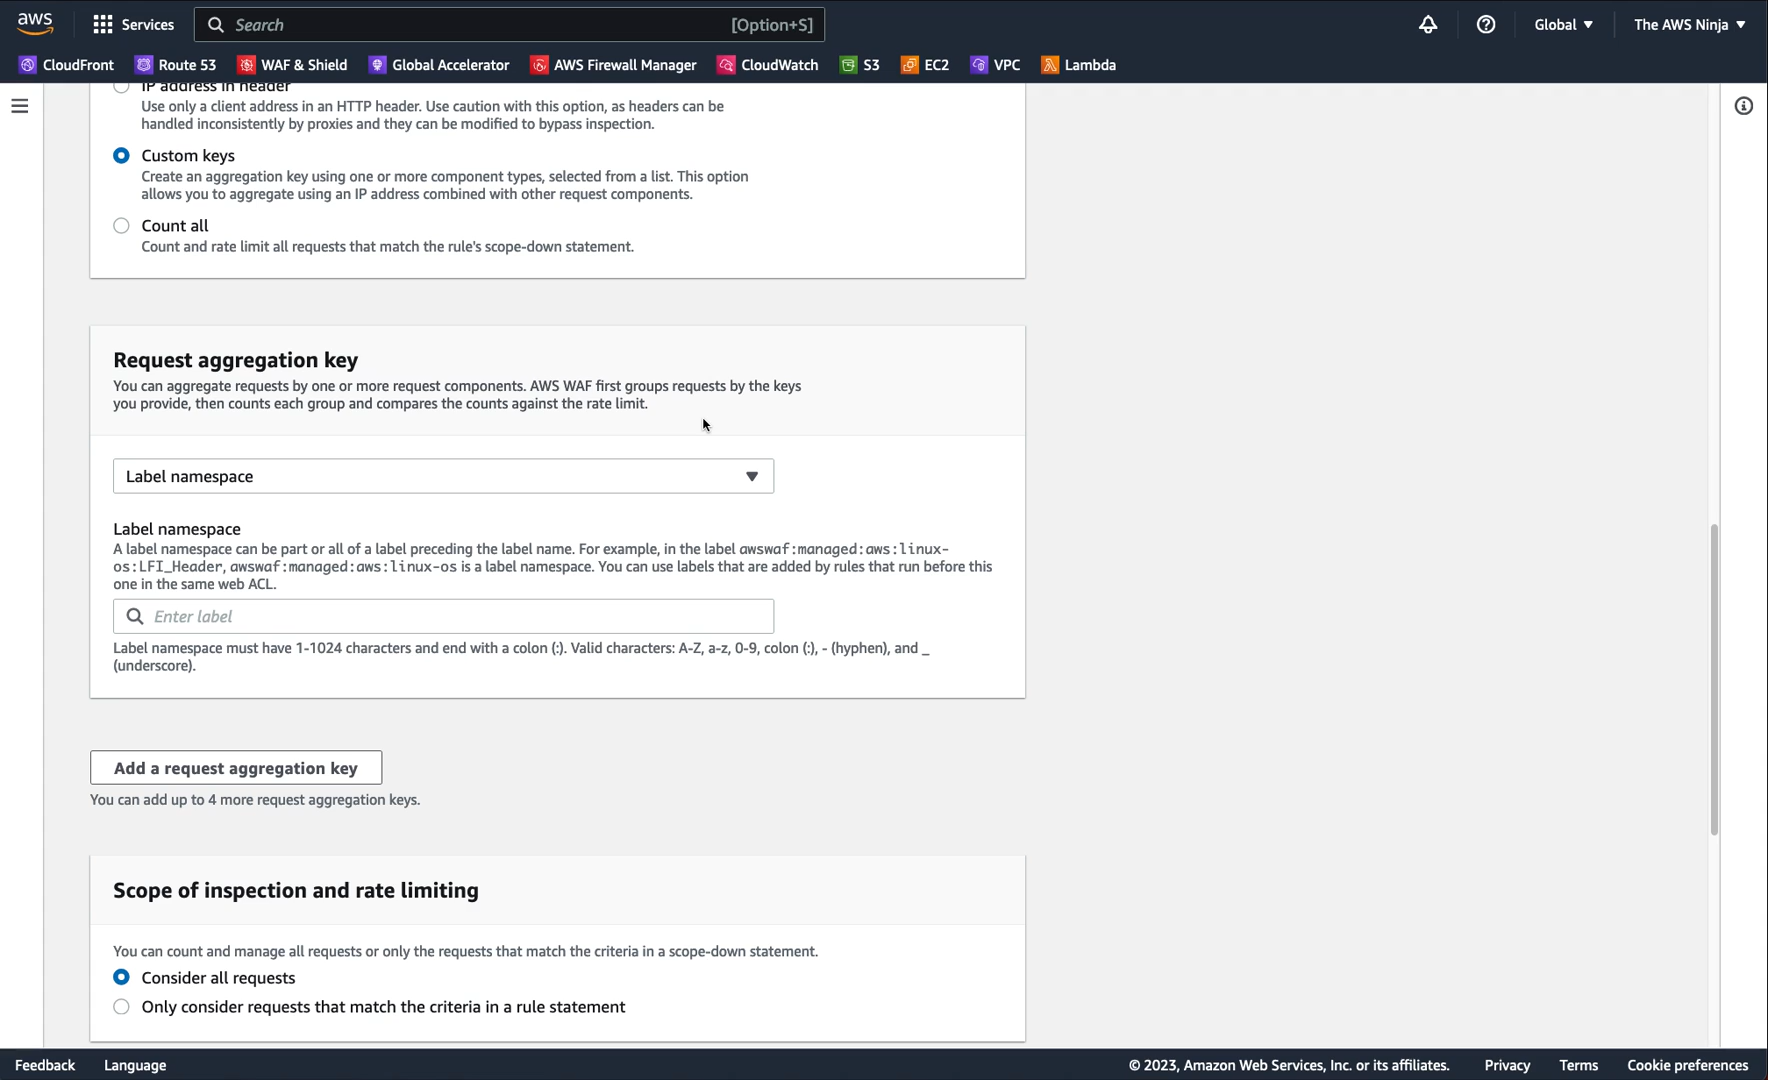 aws
Services
Search
[Option+S]
Global
The AWS Ninja
CloudFront
Route 53
WAF & Shield
Global Accelerator
AWS Firewall Manager
CloudWatch
S3
EC2
VPC
Lambda
IP address in header
Use only a client address in an HTTP header. Use caution with this option, as headers can be
handled inconsistently by proxies and they can be modified to bypass inspection.
Custom keys
Create an aggregation key using one or more component types, selected from a list. This option
allows you to aggregate using an IP address combined with other request components.
Count all
Count and rate limit all requests that match the rule's scope-down statement.
Request aggregation key
You can aggregate requests by one or more request components. AWS WAF first groups requests by the keys
you provide, then counts each group and compares the counts against the rate limit.
Label namespace
Label namespace
A label namespace can be part or all of a label preceding the label name. For example, in the label awswaf:managed:aws:linux-
os:LFI_Header, awswaf:managed:aws:linux-os is a label namespace. You can use labels that are added by rules that run before this
one in the same web ACL.
Enter label
Label namespace must have 1-1024 characters and end with a colon (:). Valid characters: A-Z, a-z, 0-9, colon (:), - (hyphen), and _
(underscore).
Add a request aggregation key
You can add up to 4 more request aggregation keys.
Scope of inspection and rate limiting
You can count and manage all requests or only the requests that match the criteria in a scope-down statement.
Consider all requests
Only consider requests that match the criteria in a rule statement
Feedback
Language
© 2023, Amazon Web Services, Inc. or its affiliates.
Privacy
Terms
Cookie preferences